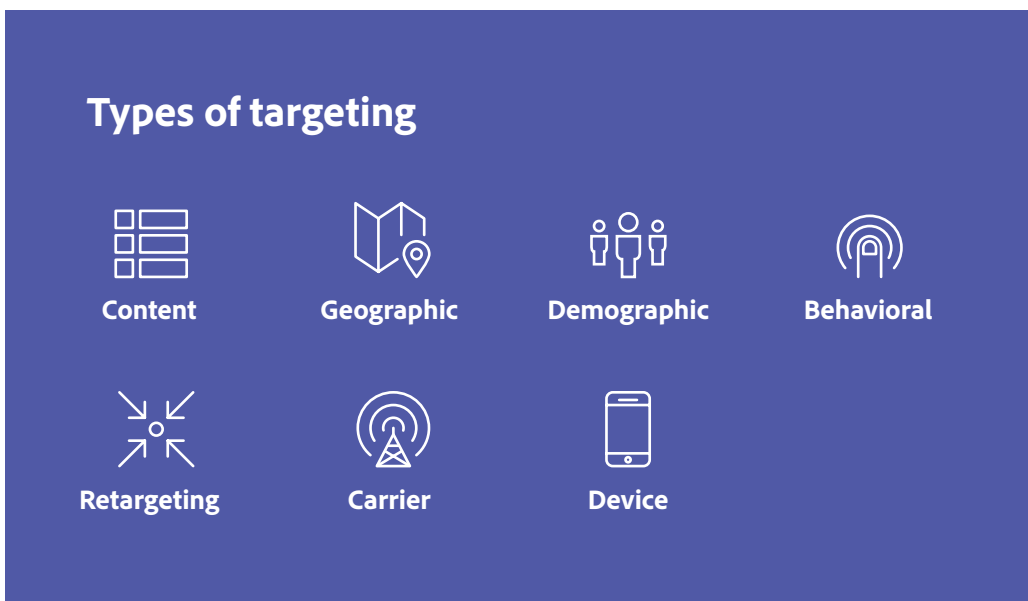 Types of targeting
Content
Geographic
Demographic
Behavioral
Retargeting
Carrier
Device